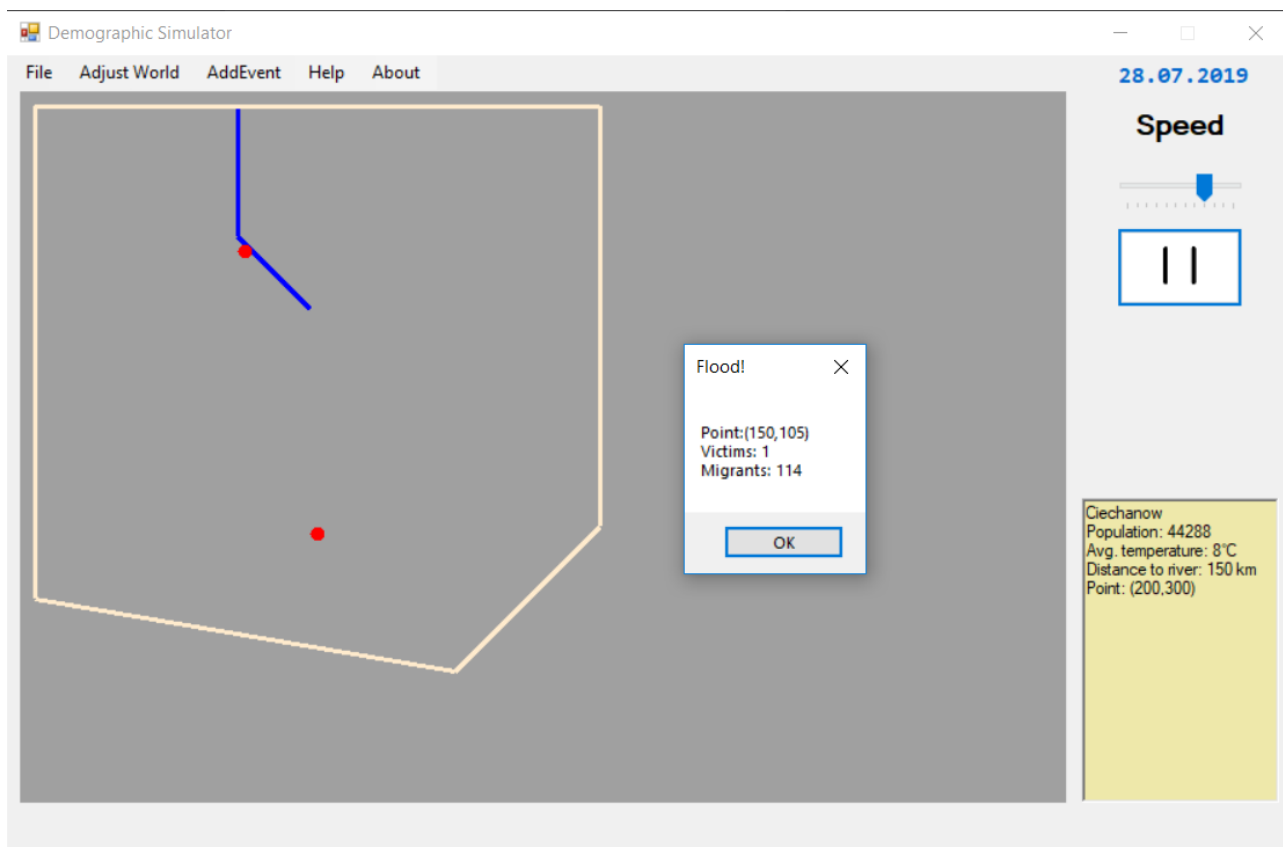 Demographic Simulator
File Adjust World AddEvent Help About
28.07.2019
Speed
Flood!
Point:(150,105)
Victims: 1
Migrants: 114
OK
Ciechanow
Population: 44288
Avg. temperature: 8°C
Distance to river: 150 km
Point: (200,300)